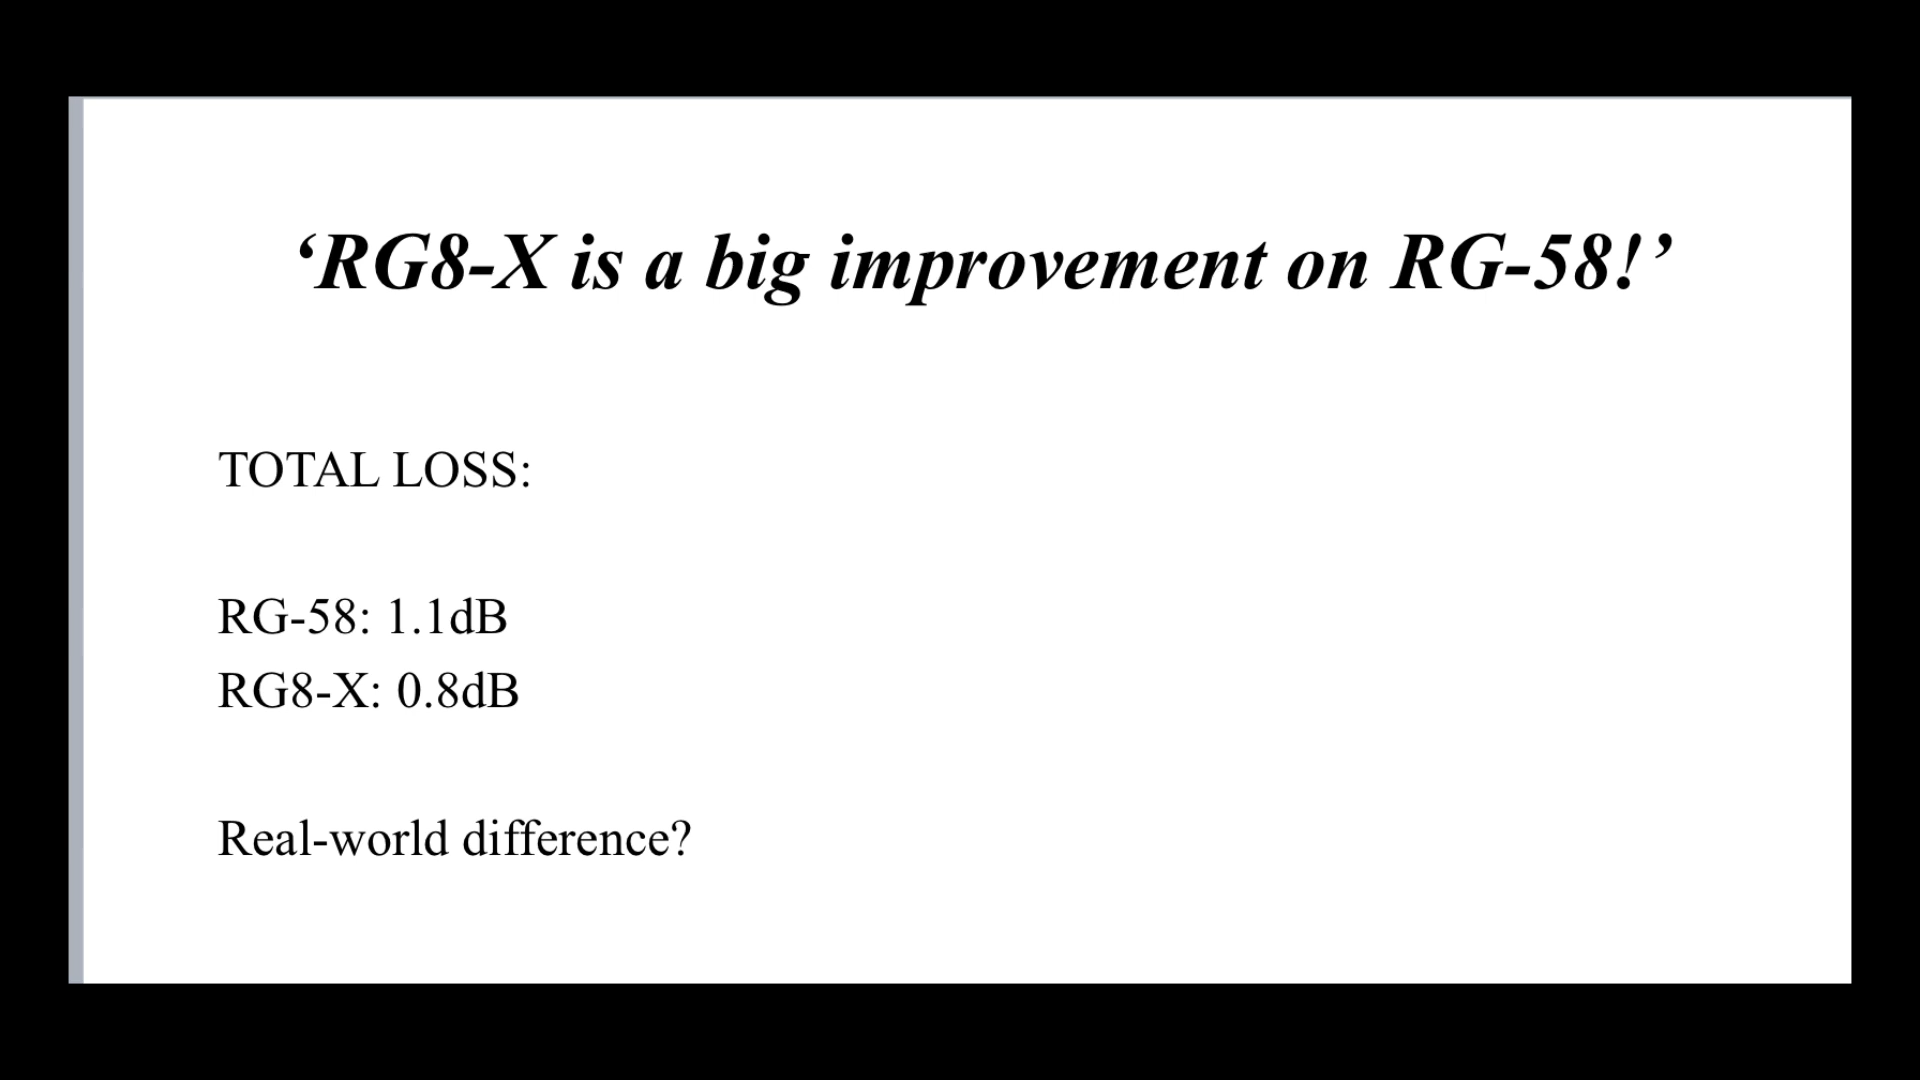 ‘RG8-X is a big improvement on RG-58!’
TOTAL LOSS:
RG-58: 1.1dB
RG8-X: 0.8dB
Real-world difference?